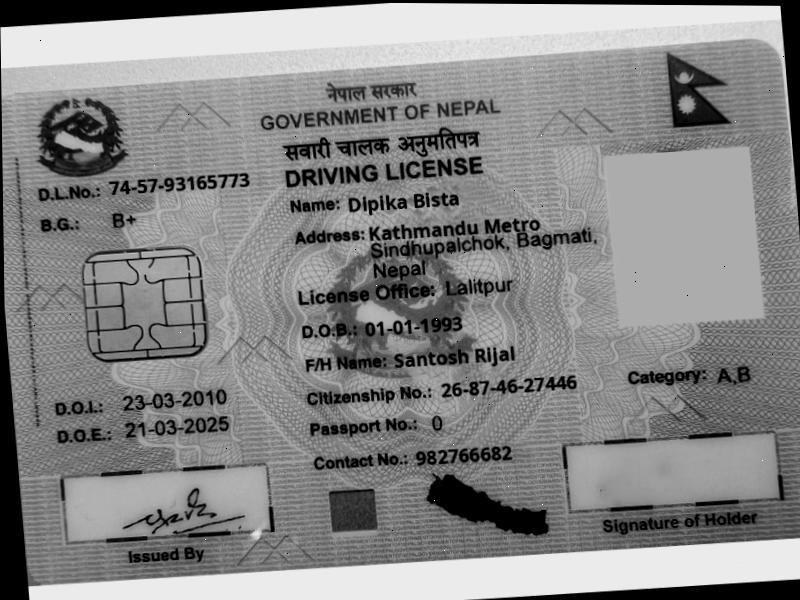 नेपाल सरकार
GOVERNMENT OF NEPAL
सवारी चालक अनुमतिपत्र
DRIVING LICENSE
D.L.No.: 74-57-93165773
B.G.: B+
Name: Dipika Bista
Address: Kathmandu Metro
Sindhupalchok, Bagmati,
Nepal
License Office: Lalitpur
D.O.B.: 01-01-1993
F/H Name: Santosh Rijal
Citizenship No.: 26-87-46-27446
Category: A,B
D.O.I.: 23-03-2010
D.O.E.: 21-03-2025
Passport No.: 0
Contact No.: 982766682
Issued By
Signature of Holder